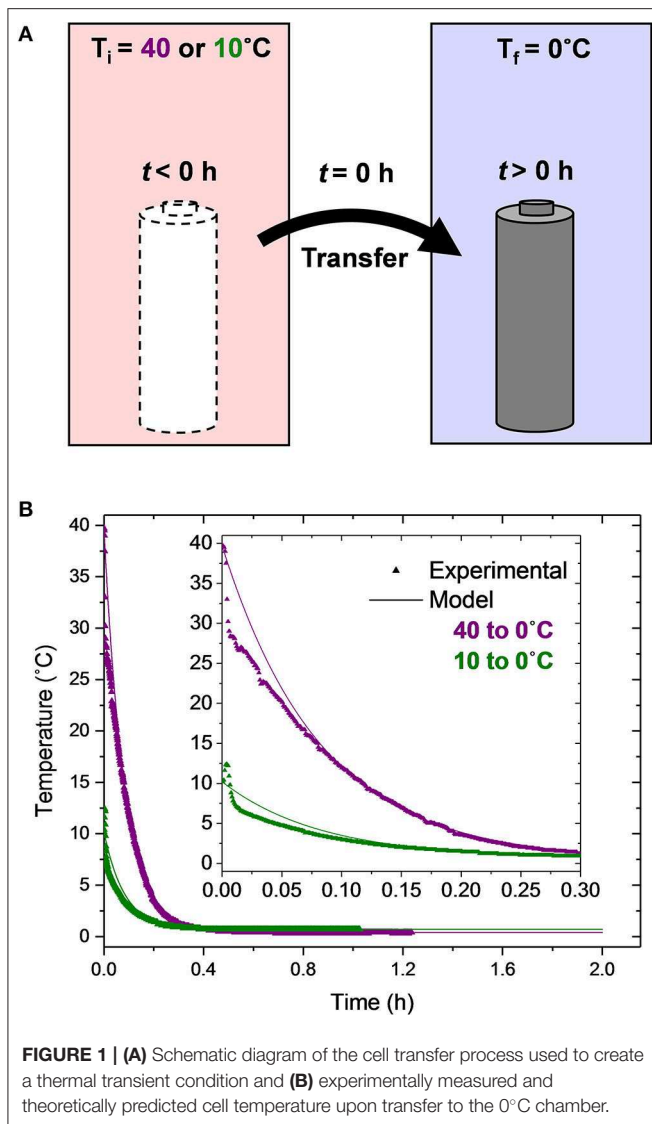 A
Ti = 40 or 10°C
Tf = 0°C
t < 0 h
t = 0 h
t > 0 h
Transfer
B
40
35
30
25
20
15
10
5
0
Temperature (°C)
0.0
0.4
0.8
1.2
1.6
2.0
Time (h)
40
35
30
25
20
15
10
5
0
0.00
0.05
0.10
0.15
0.20
0.25
0.30
Experimental
Model
40 to 0°C
10 to 0°C
FIGURE 1 | (A) Schematic diagram of the cell transfer process used to create
a thermal transient condition and (B) experimentally measured and
theoretically predicted cell temperature upon transfer to the 0°C chamber.